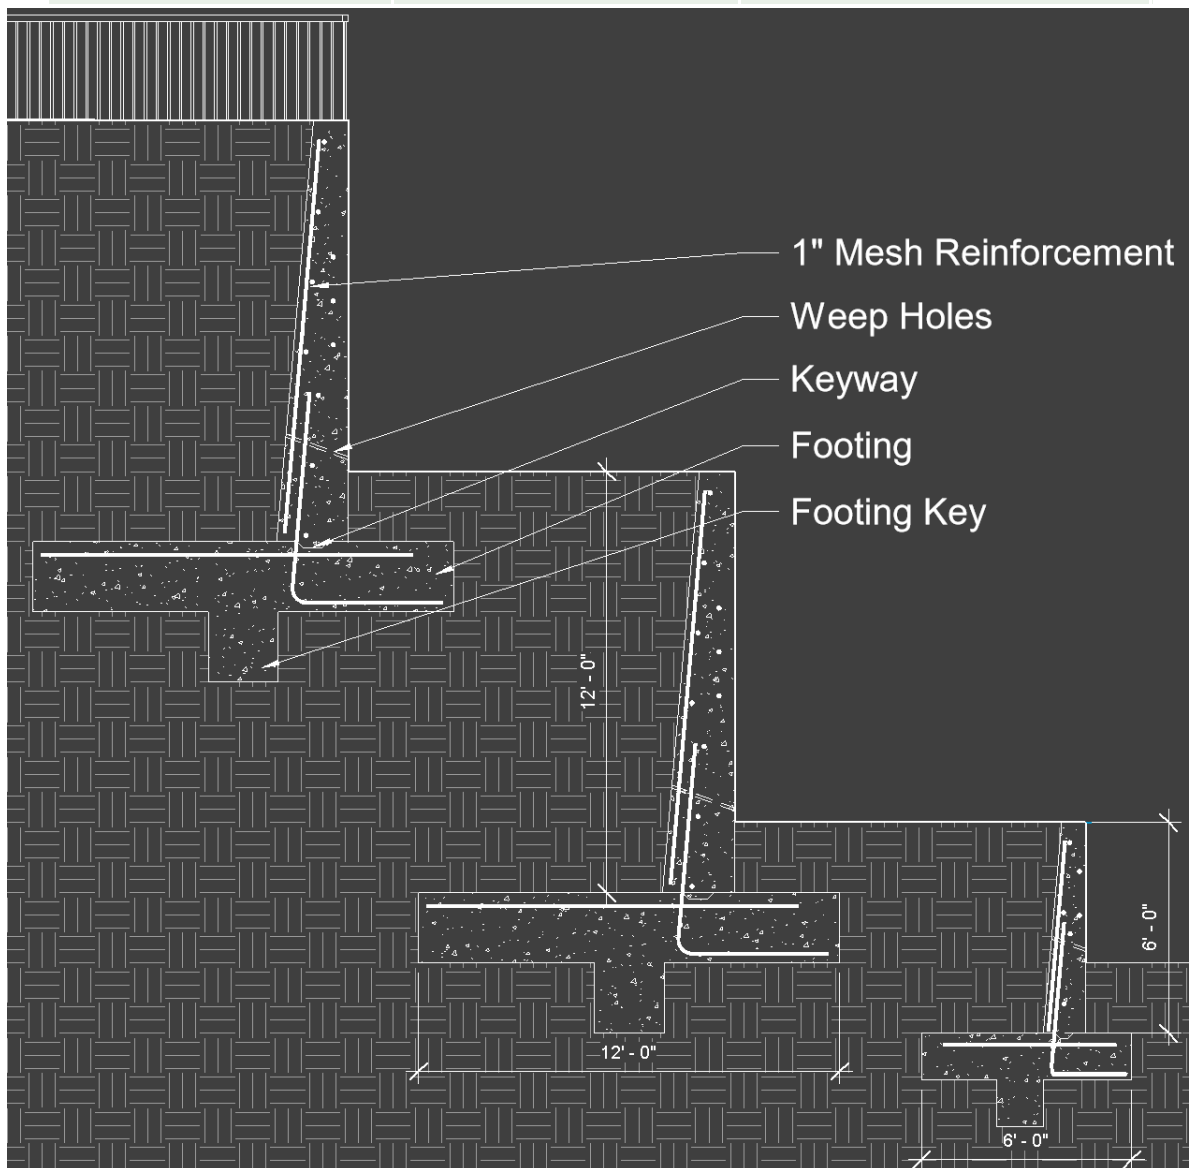 1" Mesh Reinforcement
Weep Holes
Keyway
Footing
Footing Key
12' - 0"
12' - 0"
6' - 0"
6' - 0"